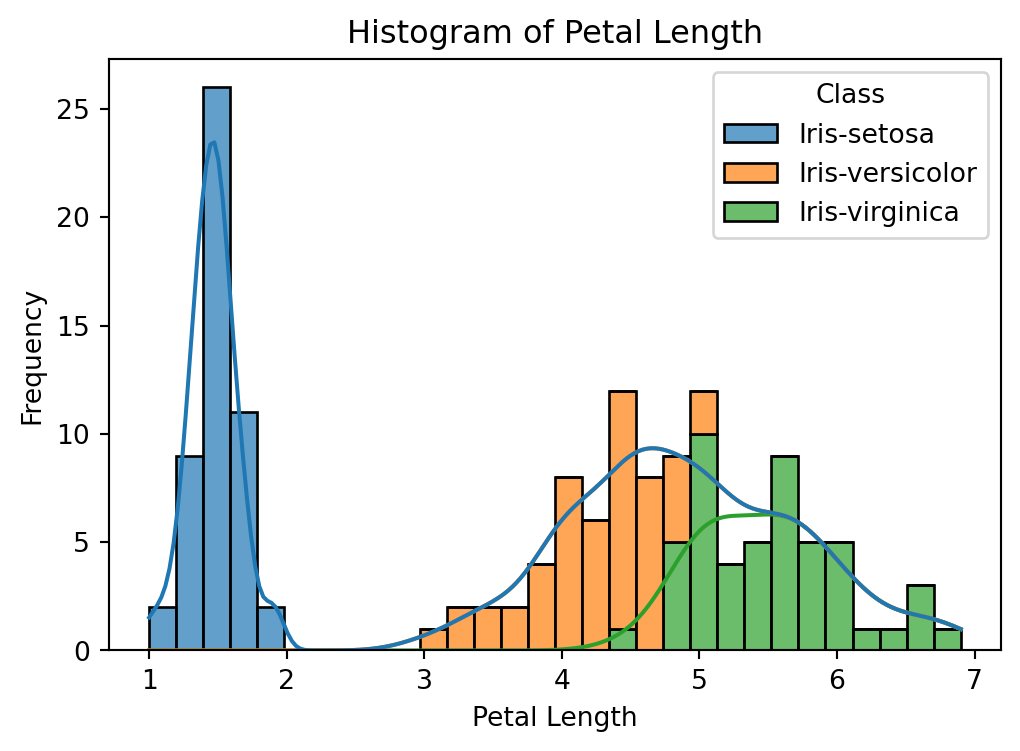 Histogram of Petal Length
Class
Iris-setosa
Iris-versicolor
Iris-virginica
Frequency
25
20
15
10
5
0
1 2 3 4 5 6 7
Petal Length